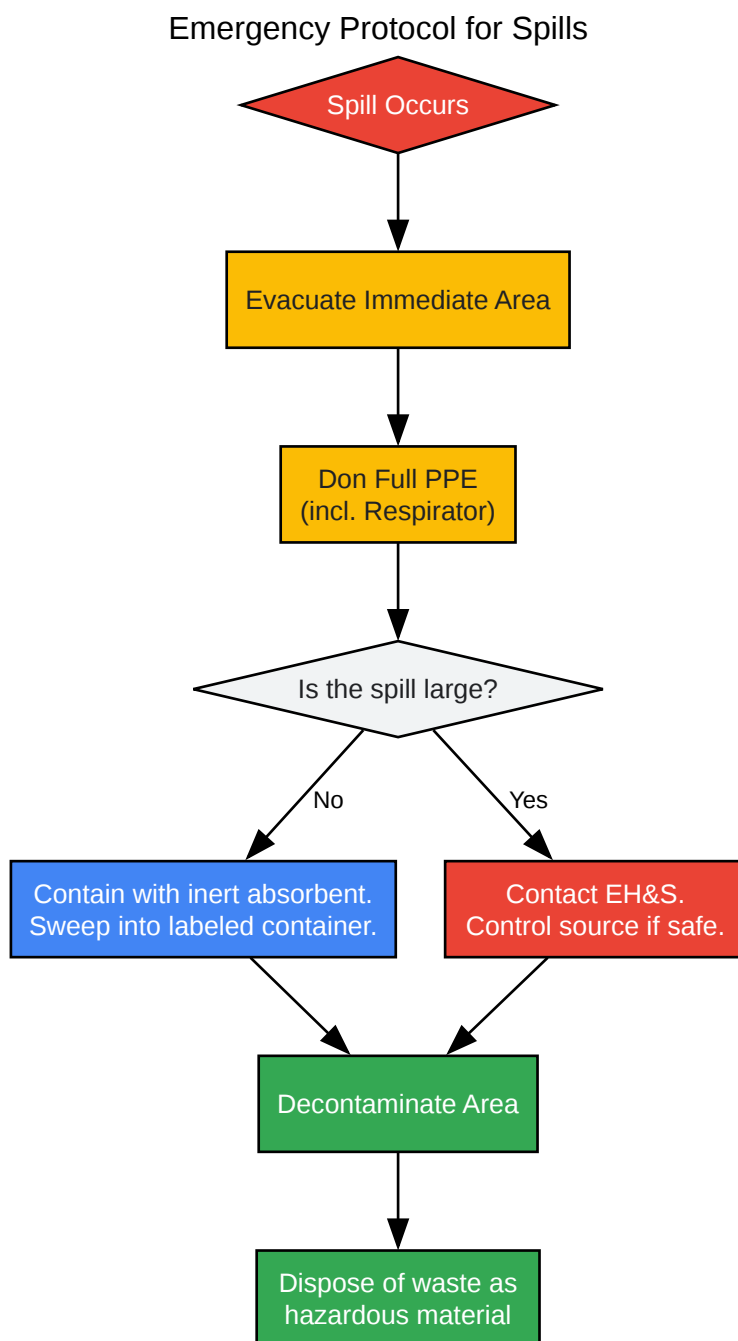 Emergency Protocol for Spills
Spill Occurs
Evacuate Immediate Area
Don Full PPE
(incl. Respirator)
Is the spill large?
No
Yes
Contain with inert absorbent.
Sweep into labeled container.
Contact EH&S.
Control source if safe.
Decontaminate Area
Dispose of waste as
hazardous material